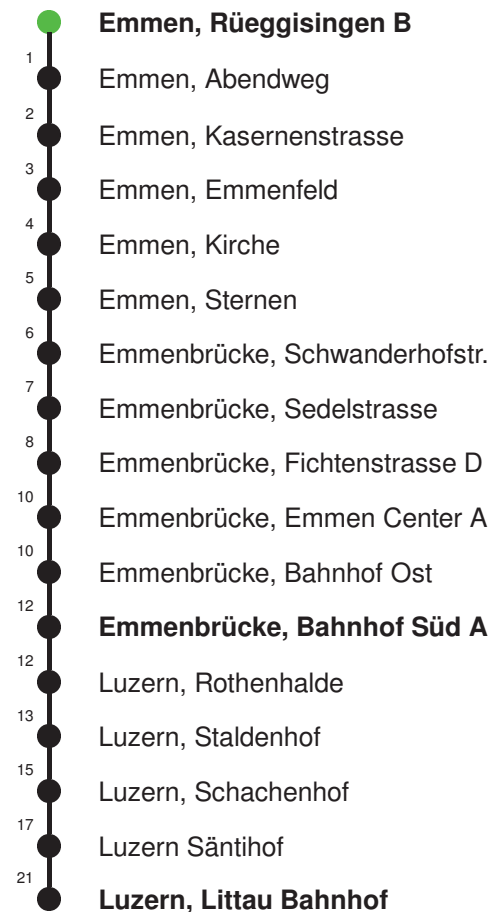 Emmen, Rüeggisingen B
1
Emmen, Abendweg
2
Emmen, Kasernenstrasse
3
Emmen, Emmenfeld
4
Emmen, Kirche
5
Emmen, Sternen
6
Emmenbrücke, Schwanderhofstr.
7
Emmenbrücke, Sedelstrasse
8
Emmenbrücke, Fichtenstrasse D
10
Emmenbrücke, Emmen Center A
10
Emmenbrücke, Bahnhof Ost
12
Emmenbrücke, Bahnhof Süd A
12
Luzern, Rothenhalde
13
Luzern, Staldenhof
15
Luzern, Schachenhof
17
Luzern Säntihof
21
Luzern, Littau Bahnhof